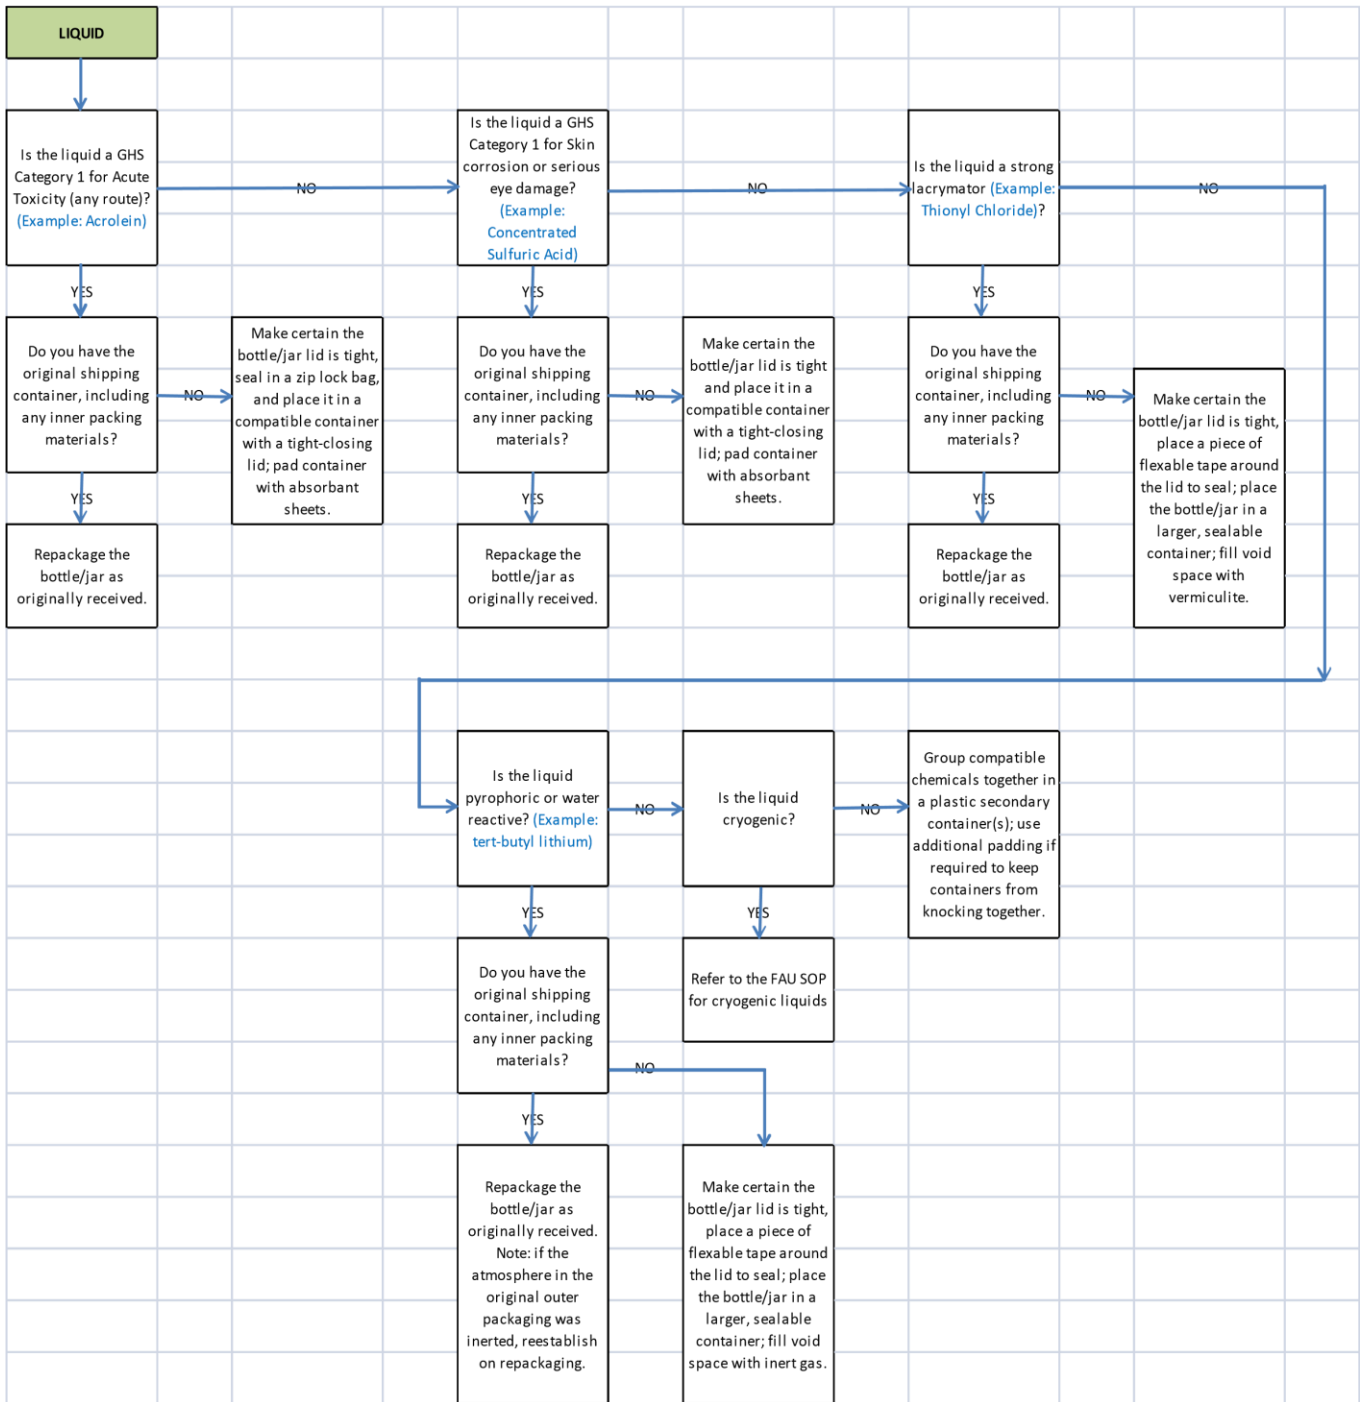 LIQUID
Is the liquid a GHS
Category 1 for Acute
Toxicity (any route)?
(Example: Acrolein)
NO
Is the liquid a GHS
Category 1 for Skin
corrosion or serious
eye damage?
(Example:
Concentrated
Sulfuric Acid)
NO
Is the liquid a strong
lacrymator (Example:
Thionyl Chloride)?
NO
YES
YES
YES
Do you have the
original shipping
container, including
any inner packing
materials?
NO
Make certain the
bottle/jar lid is tight,
seal in a zip lock bag,
and place it in a
compatible container
with a tight-closing
lid; pad container
with absorbant
sheets.
Do you have the
original shipping
container, including
any inner packing
materials?
NO
Make certain the
bottle/jar lid is tight
and place it in a
compatible container
with a tight-closing
lid; pad container
with absorbant
sheets.
Do you have the
original shipping
container, including
any inner packing
materials?
NO
Make certain the
bottle/jar lid is tight,
place a piece of
flexable tape around
the lid to seal; place
the bottle/jar in a
larger, sealable
container; fill void
space with
vermiculite.
YES
YES
YES
Repackage the
bottle/jar as
originally received.
Repackage the
bottle/jar as
originally received.
Repackage the
bottle/jar as
originally received.
Is the liquid
pyrophoric or water
reactive? (Example:
tert-butyl lithium)
NO
Is the liquid
cryogenic?
NO
Group compatible
chemicals together in
a plastic secondary
container(s); use
additional padding if
required to keep
containers from
knocking together.
YES
YES
Do you have the
original shipping
container, including
any inner packing
materials?
Refer to the FAU SOP
for cryogenic liquids
NO
YES
Repackage the
bottle/jar as
originally received.
Note: if the
atmosphere in the
original outer
packaging was
inerted, reestablish
on repackaging.
Make certain the
bottle/jar lid is tight,
place a piece of
flexable tape around
the lid to seal; place
the bottle/jar in a
larger, sealable
container; fill void
space with inert gas.